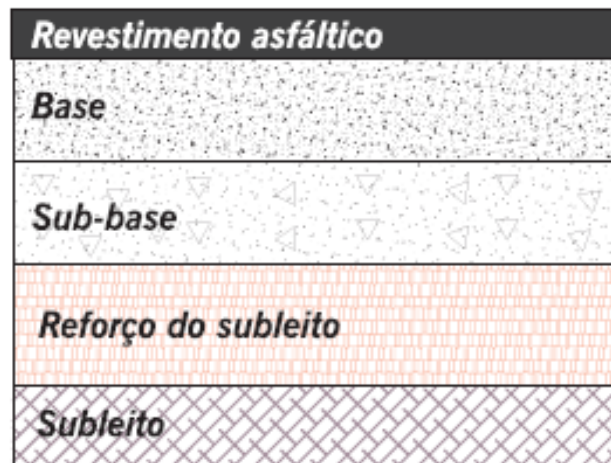 Revestimento asfáltico
Base
Sub-base
Reforço do subleito
Subleito